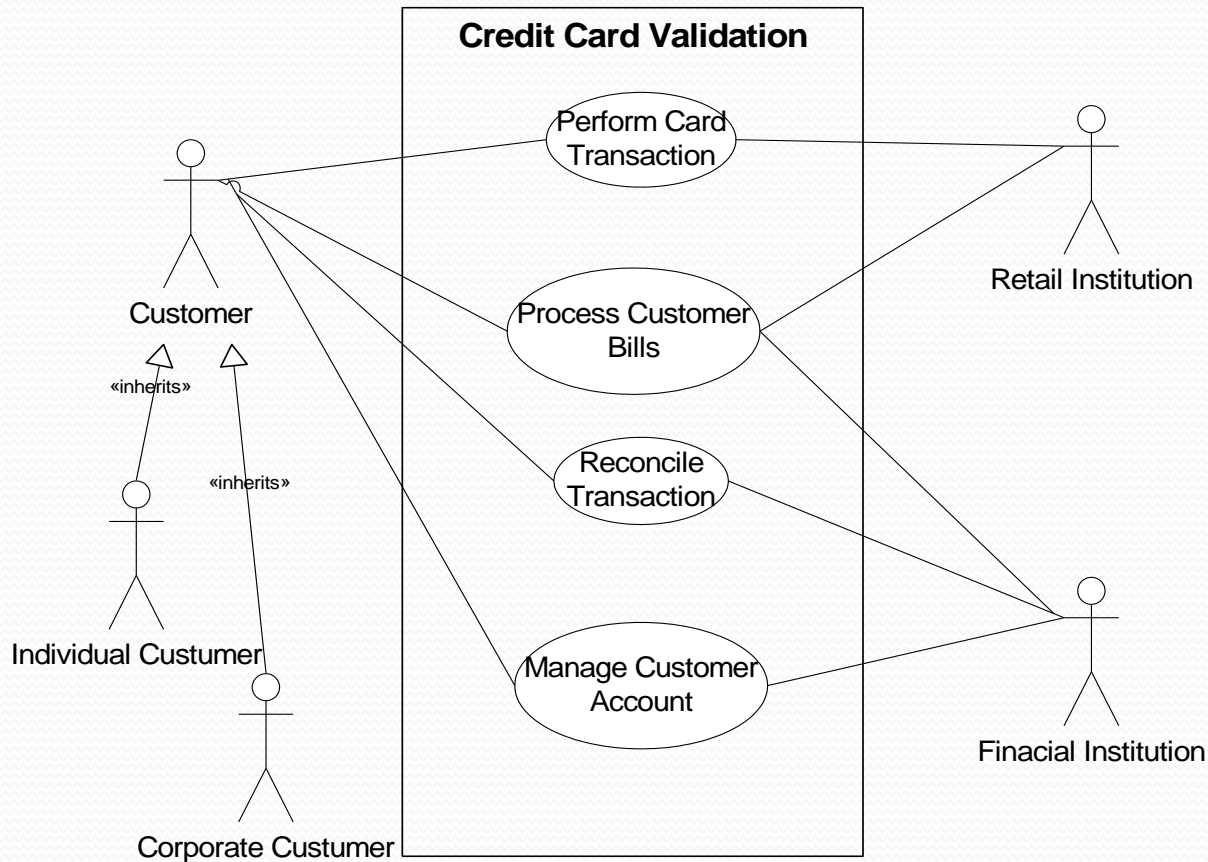 Credit Card Validation
Perform Card
Transaction
Customer
Retail Institution
Process Customer
Bills
«inherits»
«inherits»
Reconcile
Transaction
Individual Custumer
Manage Customer
Account
Finacial Institution
Corporate Custumer